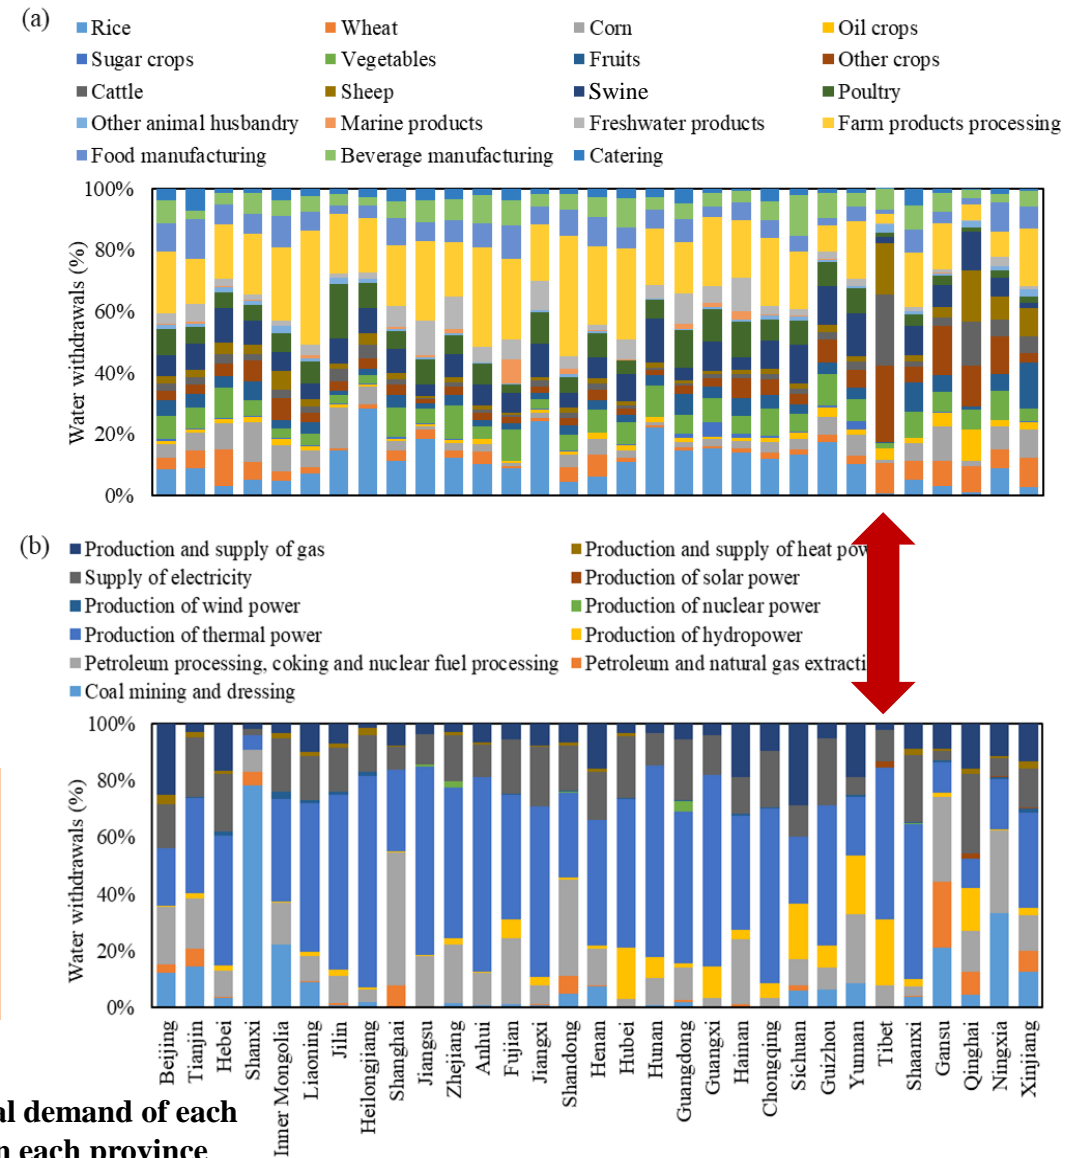 (a)
Rice Wheat Corn Oil crops
Sugar crops Vegetables Fruits Other crops
Cattle Sheep Swine Poultry
Other animal husbandry Marine products Freshwater products Farm products processing
Food manufacturing Beverage manufacturing Catering
Water withdrawals (%)
100%
80%
60%
40%
20%
0%
(b)
Production and supply of gas Production and supply of heat pow
Supply of electricity Production of solar power
Production of wind power Production of nuclear power
Production of thermal power Production of hydropower
Petroleum processing, coking and nuclear fuel processing Petroleum and natural gas extracti
Coal mining and dressing
Water withdrawals (%)
100%
80%
60%
40%
20%
0%
Beijing
Tianjin
Hebei
Shanxi
Inner Mongolia
Liaoning
Jilin
Heilongjiang
Shanghai
Jiangsu
Zhejiang
Anhui
Fujian
Jiangxi
Shandong
Henan
Hubei
Hunan
Guangdong
Guangxi
Hainan
Chongqing
Sichuan
Guizhou
Yunnan
Tibet
Shaanxi
Gansu
Qinghai
Ningxia
Xinjiang
al demand of each
n each province